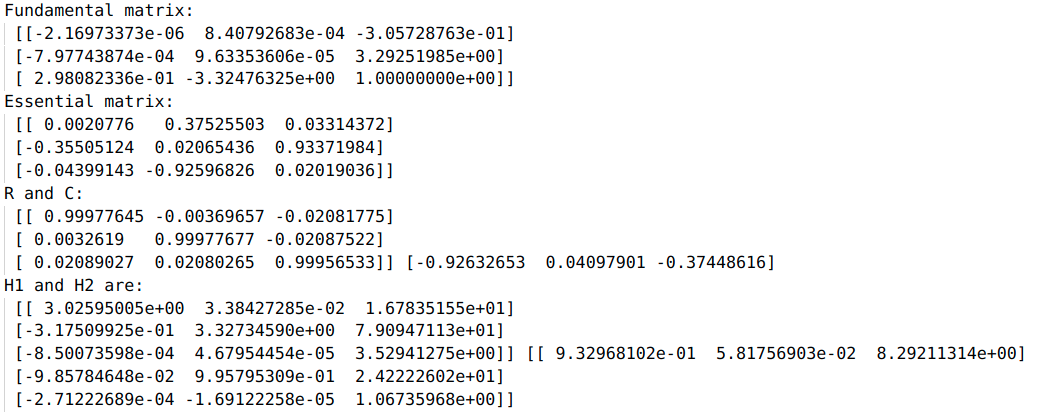 Fundamental matrix:
[[-2.16973373e-06  8.40792683e-04 -3.05728763e-01]
[-7.97743874e-04  9.63353606e-05  3.29251985e+00]
[ 2.98082336e-01 -3.32476325e+00  1.00000000e+00]]
Essential matrix:
[[ 0.0020776   0.37525503  0.03314372]
[-0.35505124  0.02065436  0.93371984]
[-0.04399143 -0.92596826  0.02019036]]
R and C:
[[ 0.99977645 -0.00369657 -0.02081775]
[ 0.0032619   0.99977677 -0.02087522]
[ 0.02089027  0.02080265  0.99956533]] [-0.92632653  0.04097901 -0.37448616]
H1 and H2 are:
[[ 3.02595005e+00  3.38427285e-02  1.67835155e+01]
[-3.17509925e-01  3.32734590e+00  7.90947113e+01]
[-8.50073598e-04  4.67954454e-05  3.52941275e+00]] [[ 9.32968102e-01  5.81756903e-02  8.29211314e+00]
[-9.85784648e-02  9.95795309e-01  2.42222602e+01]
[-2.71222689e-04 -1.69122258e-05  1.06735968e+00]]